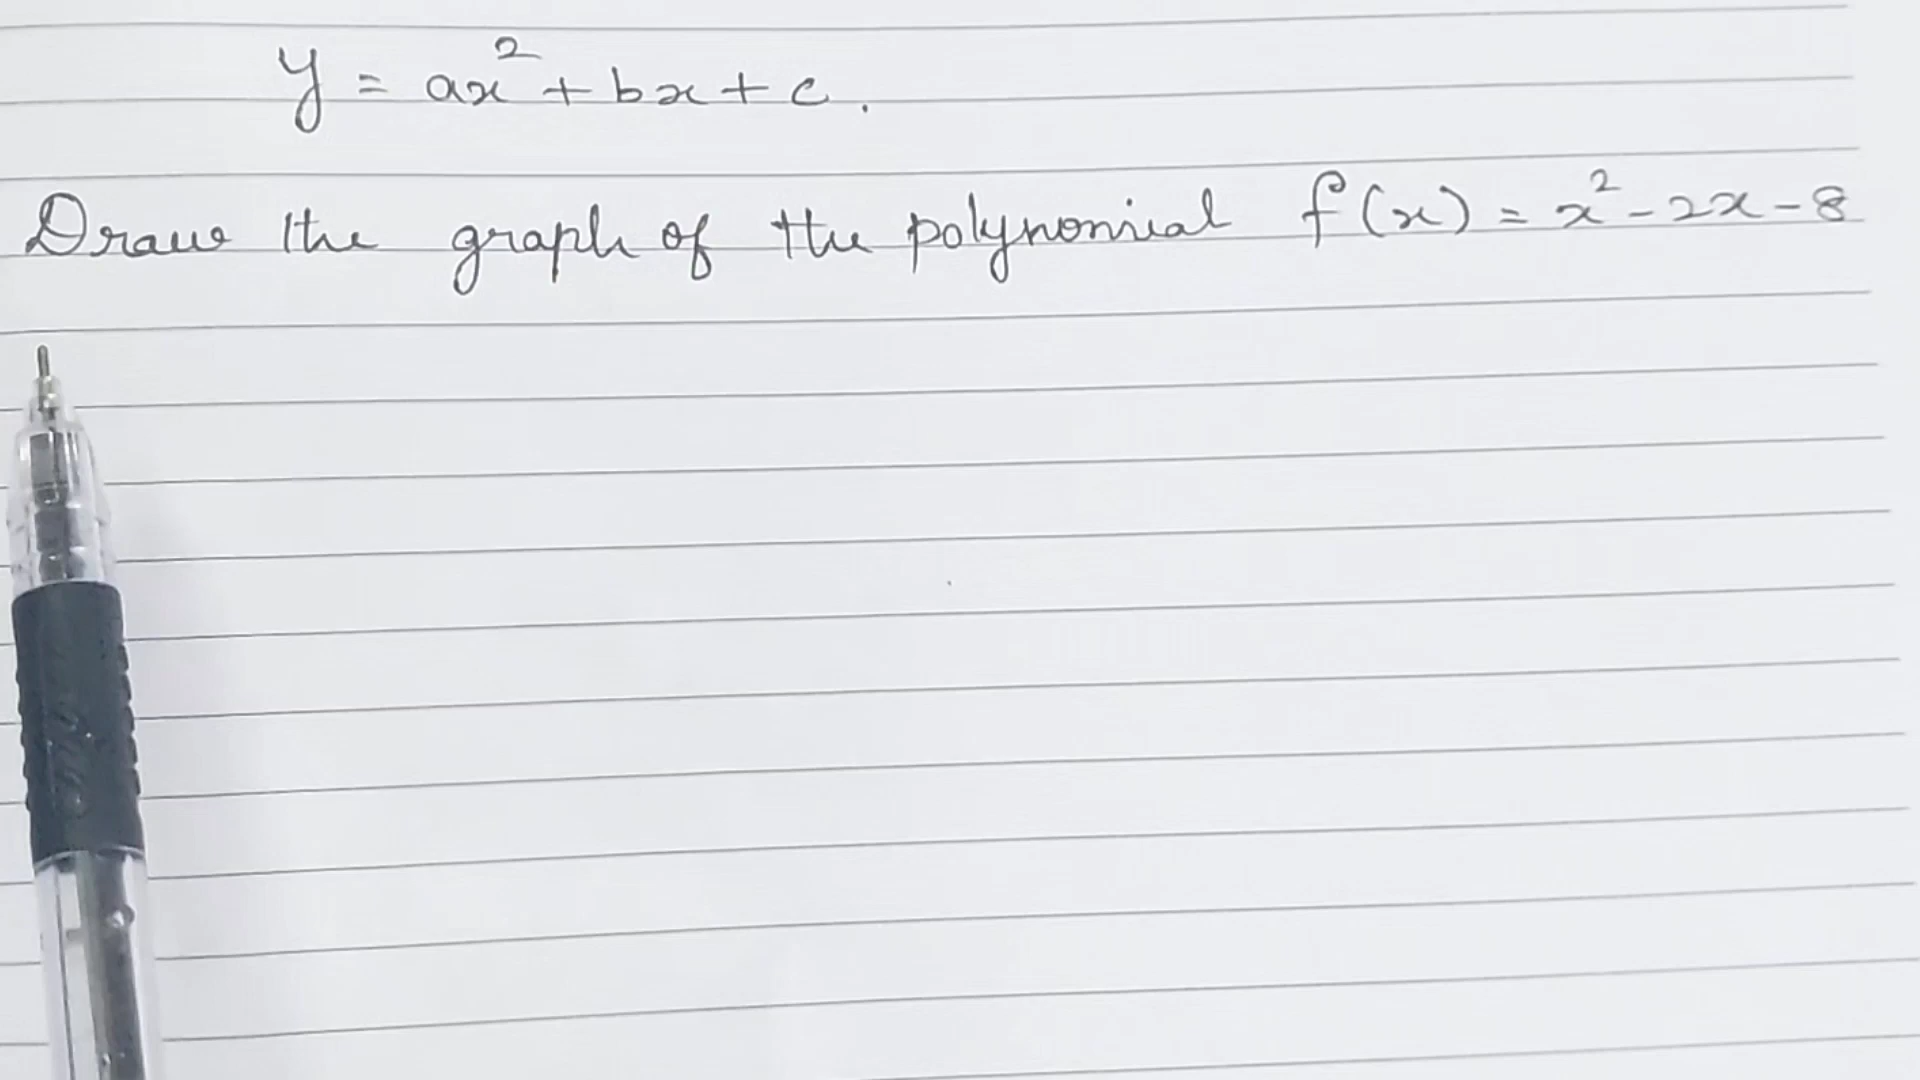 y = ax² + bx + c.
Draw the graph of the polynomial f(x) = x² - 2x - 8